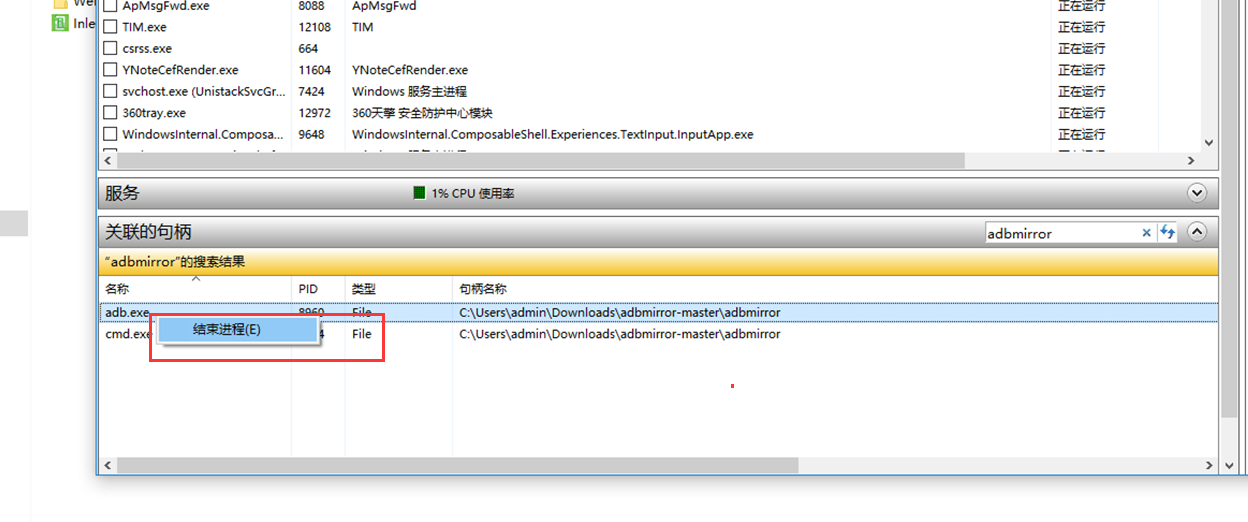 ApMsgFwd.exe 8088 ApMsgFwd 正在运行
Inle TIM.exe 12108 TIM 正在运行
csrss.exe 664 正在运行
YNoteCefRender.exe 11604 YNoteCefRender.exe 正在运行
svchost.exe (UnistackSvcGr... 7424 Windows 服务主进程 正在运行
360tray.exe 12972 360天擎 安全防护中心模块 正在运行
WindowsInternal.Composa... 9648 WindowsInternal.ComposableShell.Experiences.TextInput.InputApp.exe 正在运行
服务 1% CPU 使用率
关联的句柄 adbmirror
“adbmirror”的搜索结果
名称 PID 类型 句柄名称
adb.exe 8960 File C:\Users\admin\Downloads\adbmirror-master\adbmirror
结束进程(E)
cmd.exe 4 File C:\Users\admin\Downloads\adbmirror-master\adbmirror